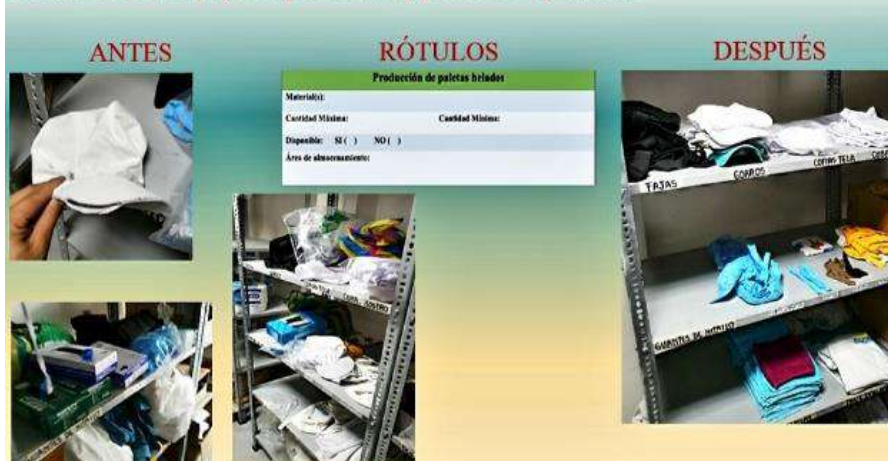 ANTES
RÓTULOS
DESPUÉS
Producción de paletas helados
Material(s):
Cantidad Máxima: Cantidad Mínima:
Disponible: SI ( ) NO ( )
Área de almacenamiento:
FAJAS
GORROS
COFIAS TELA
GUANTES DE NITRILO